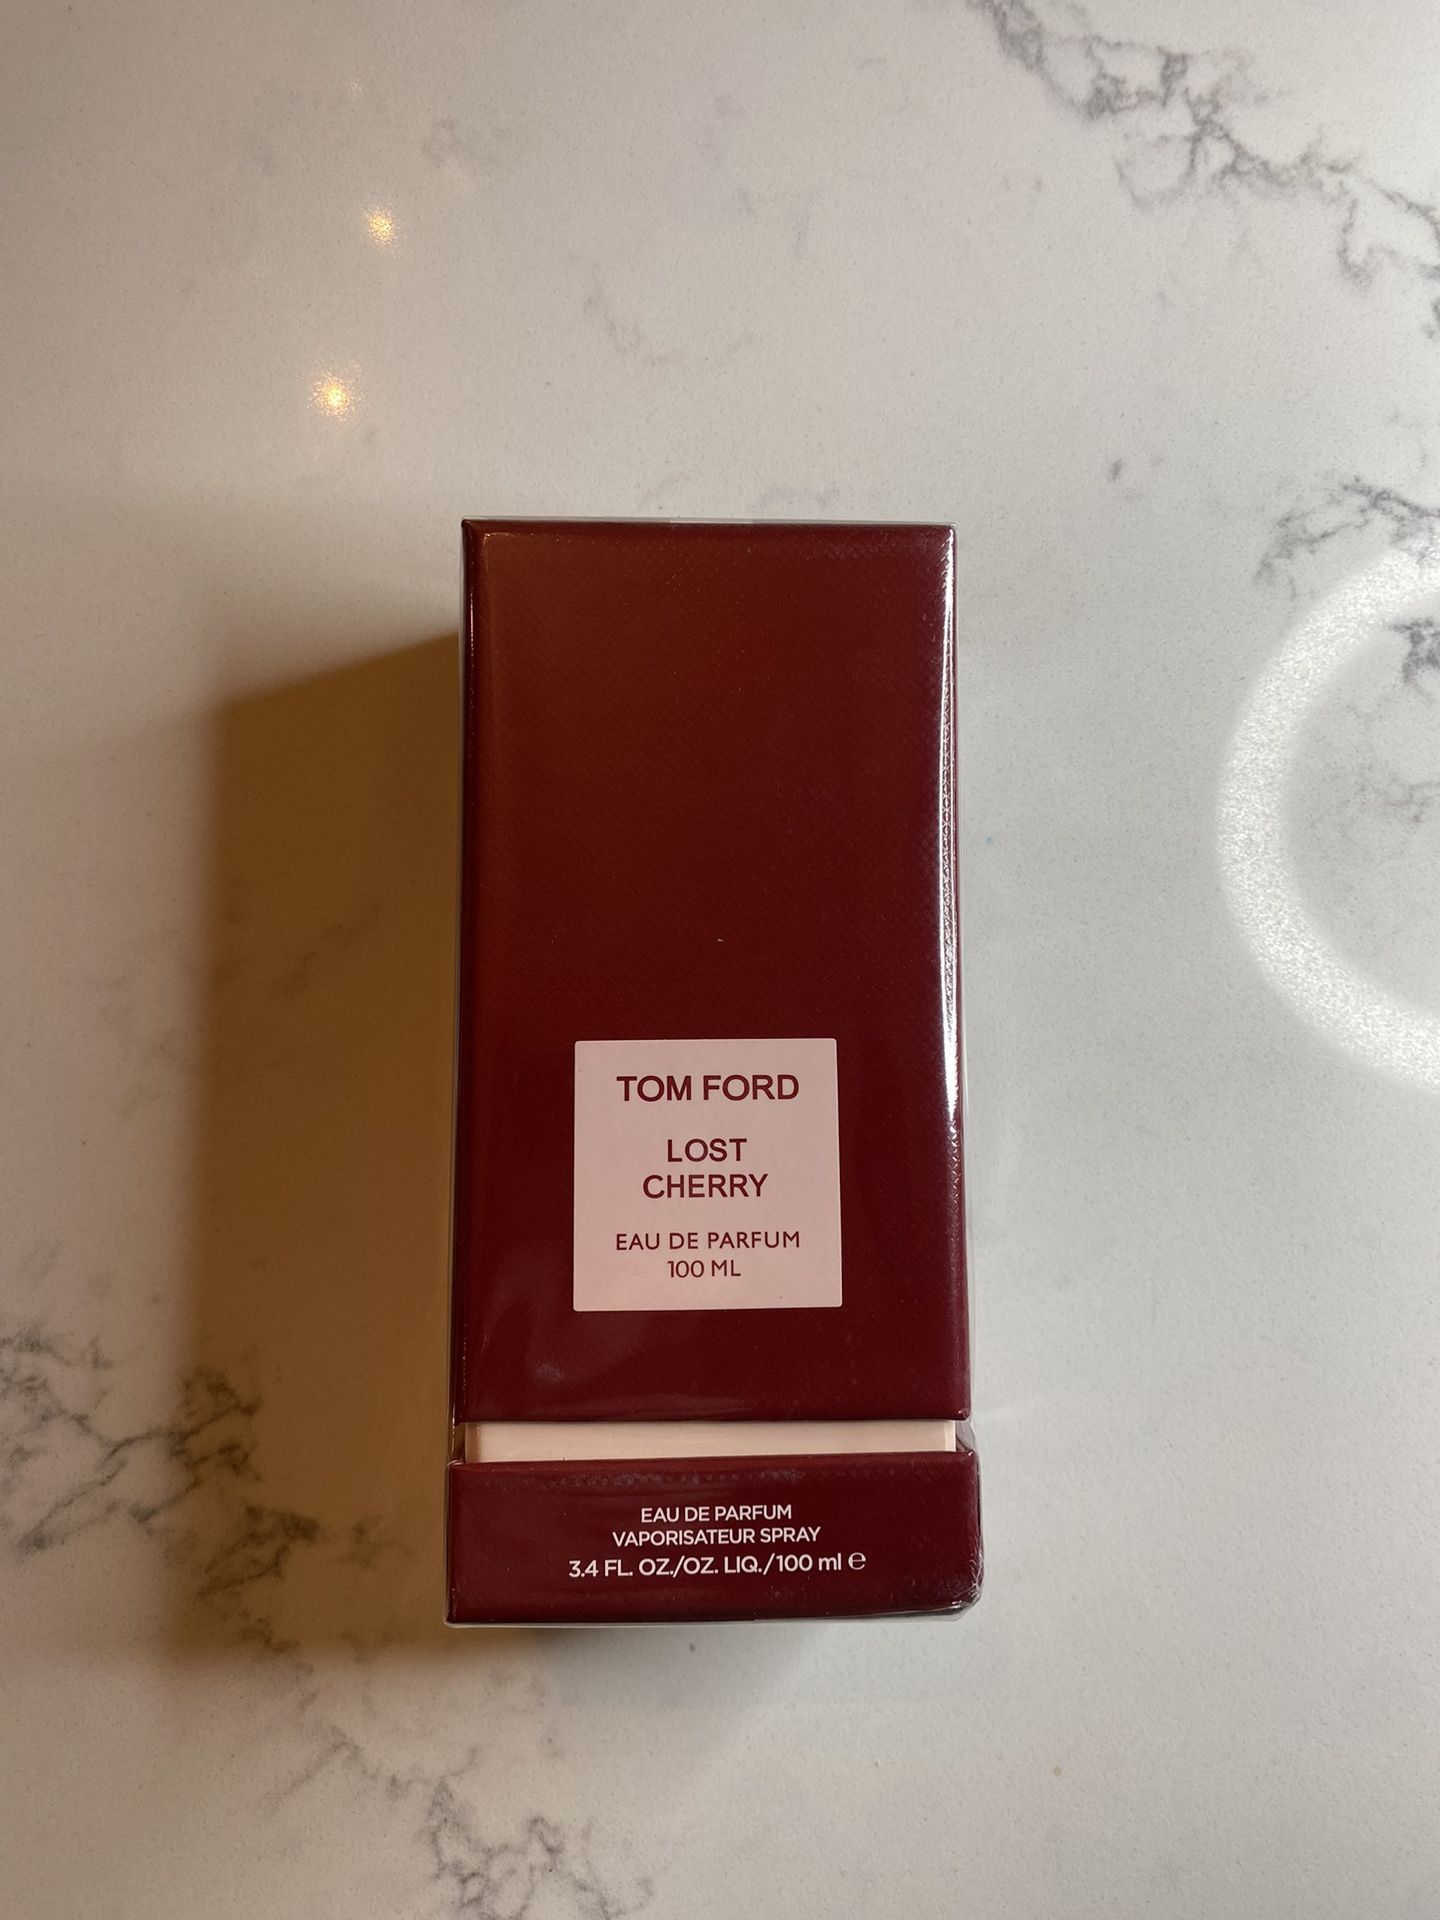 TOM FORD
LOST
CHERRY
EAU DE PARFUM
100 ML
EAU DE PARFUM
VAPORISATEUR SPRAY
3.4 FL. OZ./OZ. LIQ./100 ml ℮